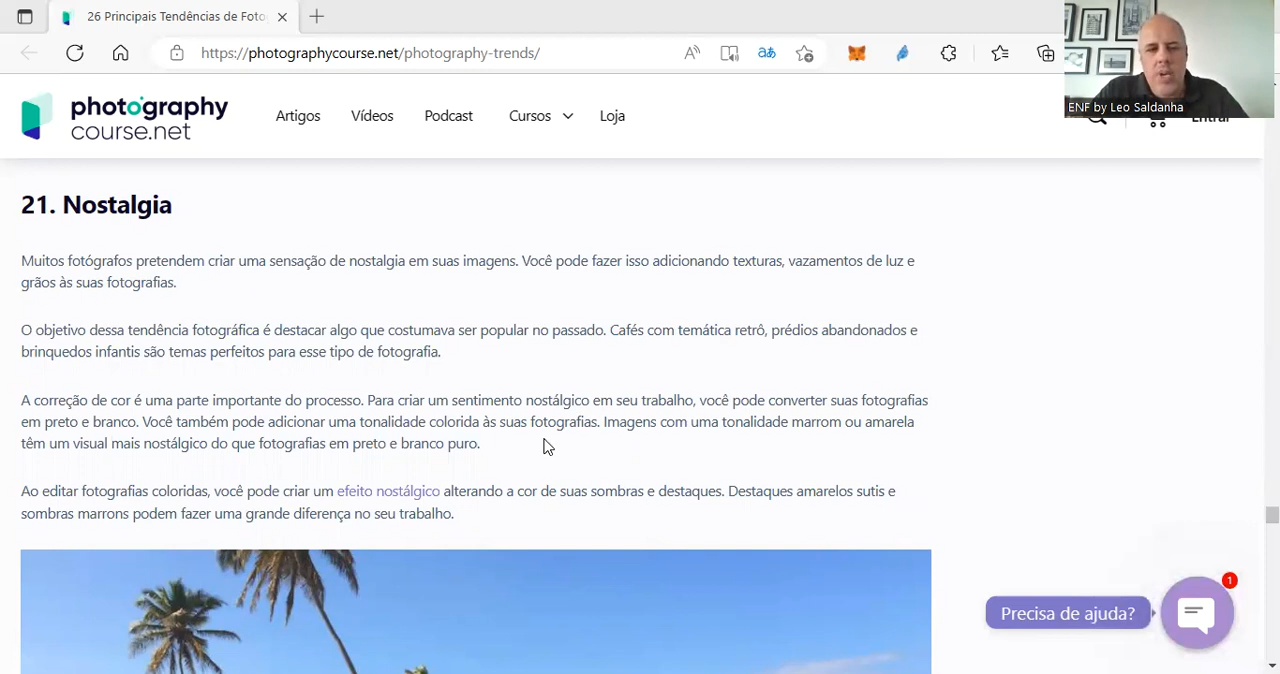 26 Principais Tendências de Foto
https://photographycourse.net/photography-trends/
ENF by Leo Saldanha
photography
course.net
Artigos
Vídeos
Podcast
Cursos
Loja
Entrar
21. Nostalgia
Muitos fotógrafos pretendem criar uma sensação de nostalgia em suas imagens. Você pode fazer isso adicionando texturas, vazamentos de luz e
grãos às suas fotografias.
O objetivo dessa tendência fotográfica é destacar algo que costumava ser popular no passado. Cafés com temática retrô, prédios abandonados e
brinquedos infantis são temas perfeitos para esse tipo de fotografia.
A correção de cor é uma parte importante do processo. Para criar um sentimento nostálgico em seu trabalho, você pode converter suas fotografias
em preto e branco. Você também pode adicionar uma tonalidade colorida às suas fotografias. Imagens com uma tonalidade marrom ou amarela
têm um visual mais nostálgico do que fotografias em preto e branco puro.
Ao editar fotografias coloridas, você pode criar um efeito nostálgico alterando a cor de suas sombras e destaques. Destaques amarelos sutis e
sombras marrons podem fazer uma grande diferença no seu trabalho.
1
Precisa de ajuda?